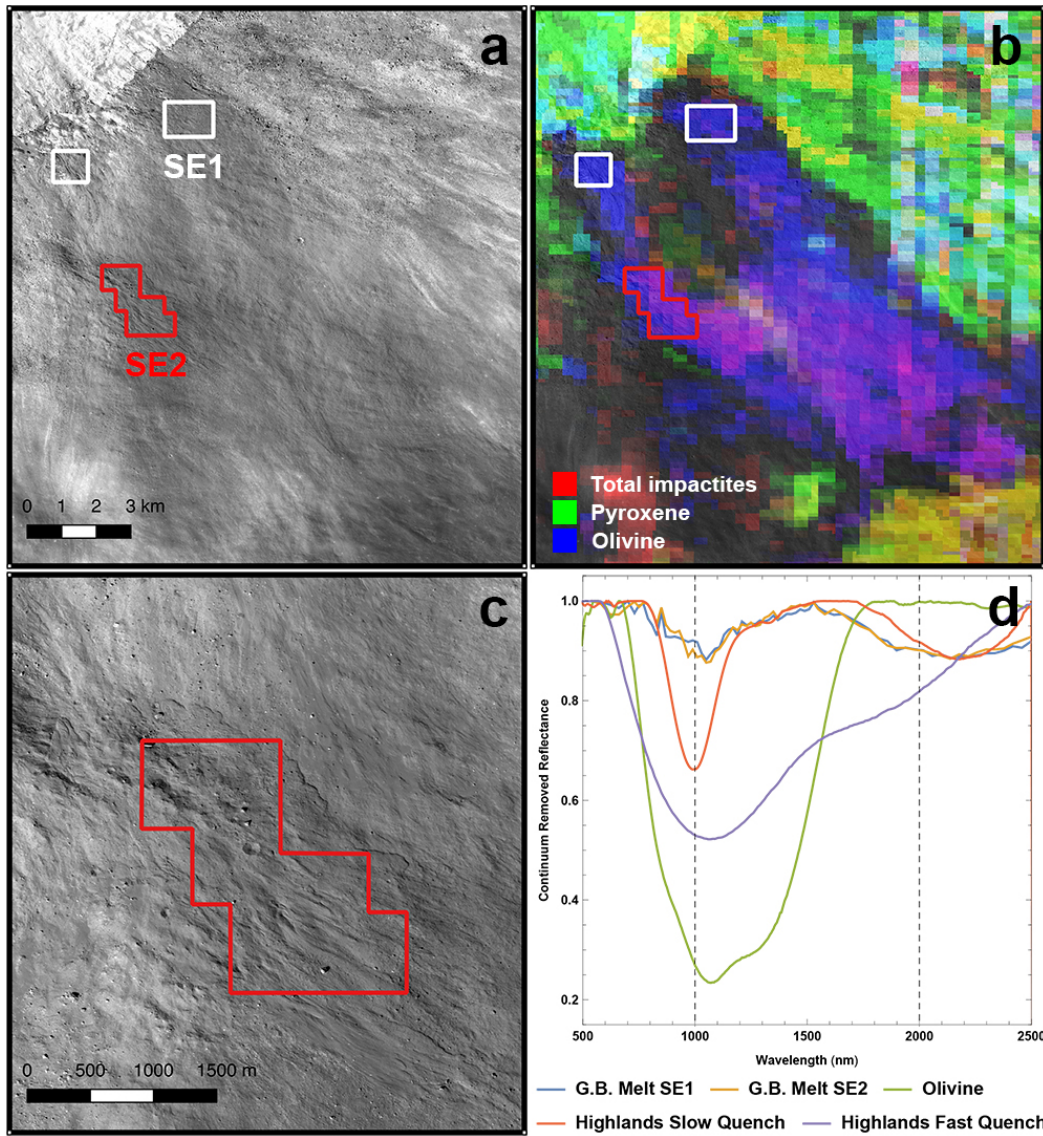 a
SE1
SE2
0 1 2 3 km
b
Total impactites
Pyroxene
Olivine
c
0 500 1000 1500 m
d
Continuum Removed Reflectance
1.0
0.8
0.6
0.4
0.2
500 1000 1500 2000 2500
Wavelength (nm)
G.B. Melt SE1 G.B. Melt SE2 Olivine
Highlands Slow Quench Highlands Fast Quench